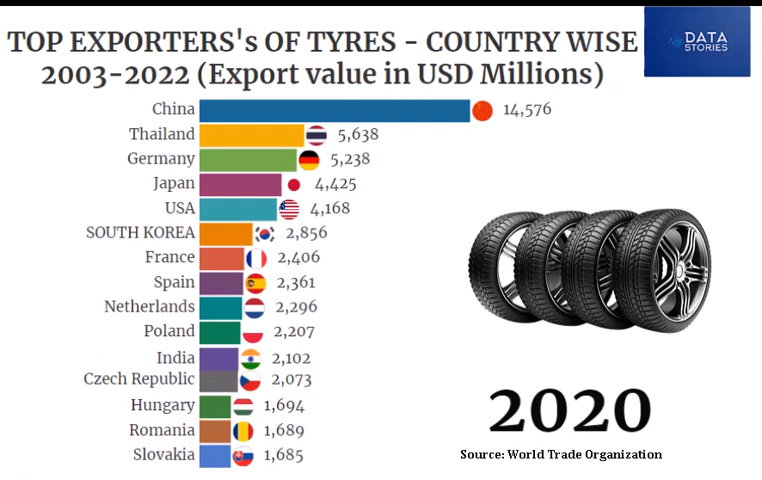 TOP EXPORTERS's OF TYRES - COUNTRY WISE
2003-2022 (Export value in USD Millions)
DATA
STORIES
China 14,576
Thailand 5,638
Germany 5,238
Japan 4,425
USA 4,168
SOUTH KOREA 2,856
France 2,406
Spain 2,361
Netherlands 2,296
Poland 2,207
India 2,102
Czech Republic 2,073
Hungary 1,694
Romania 1,689
Slovakia 1,685
2020
Source: World Trade Organization